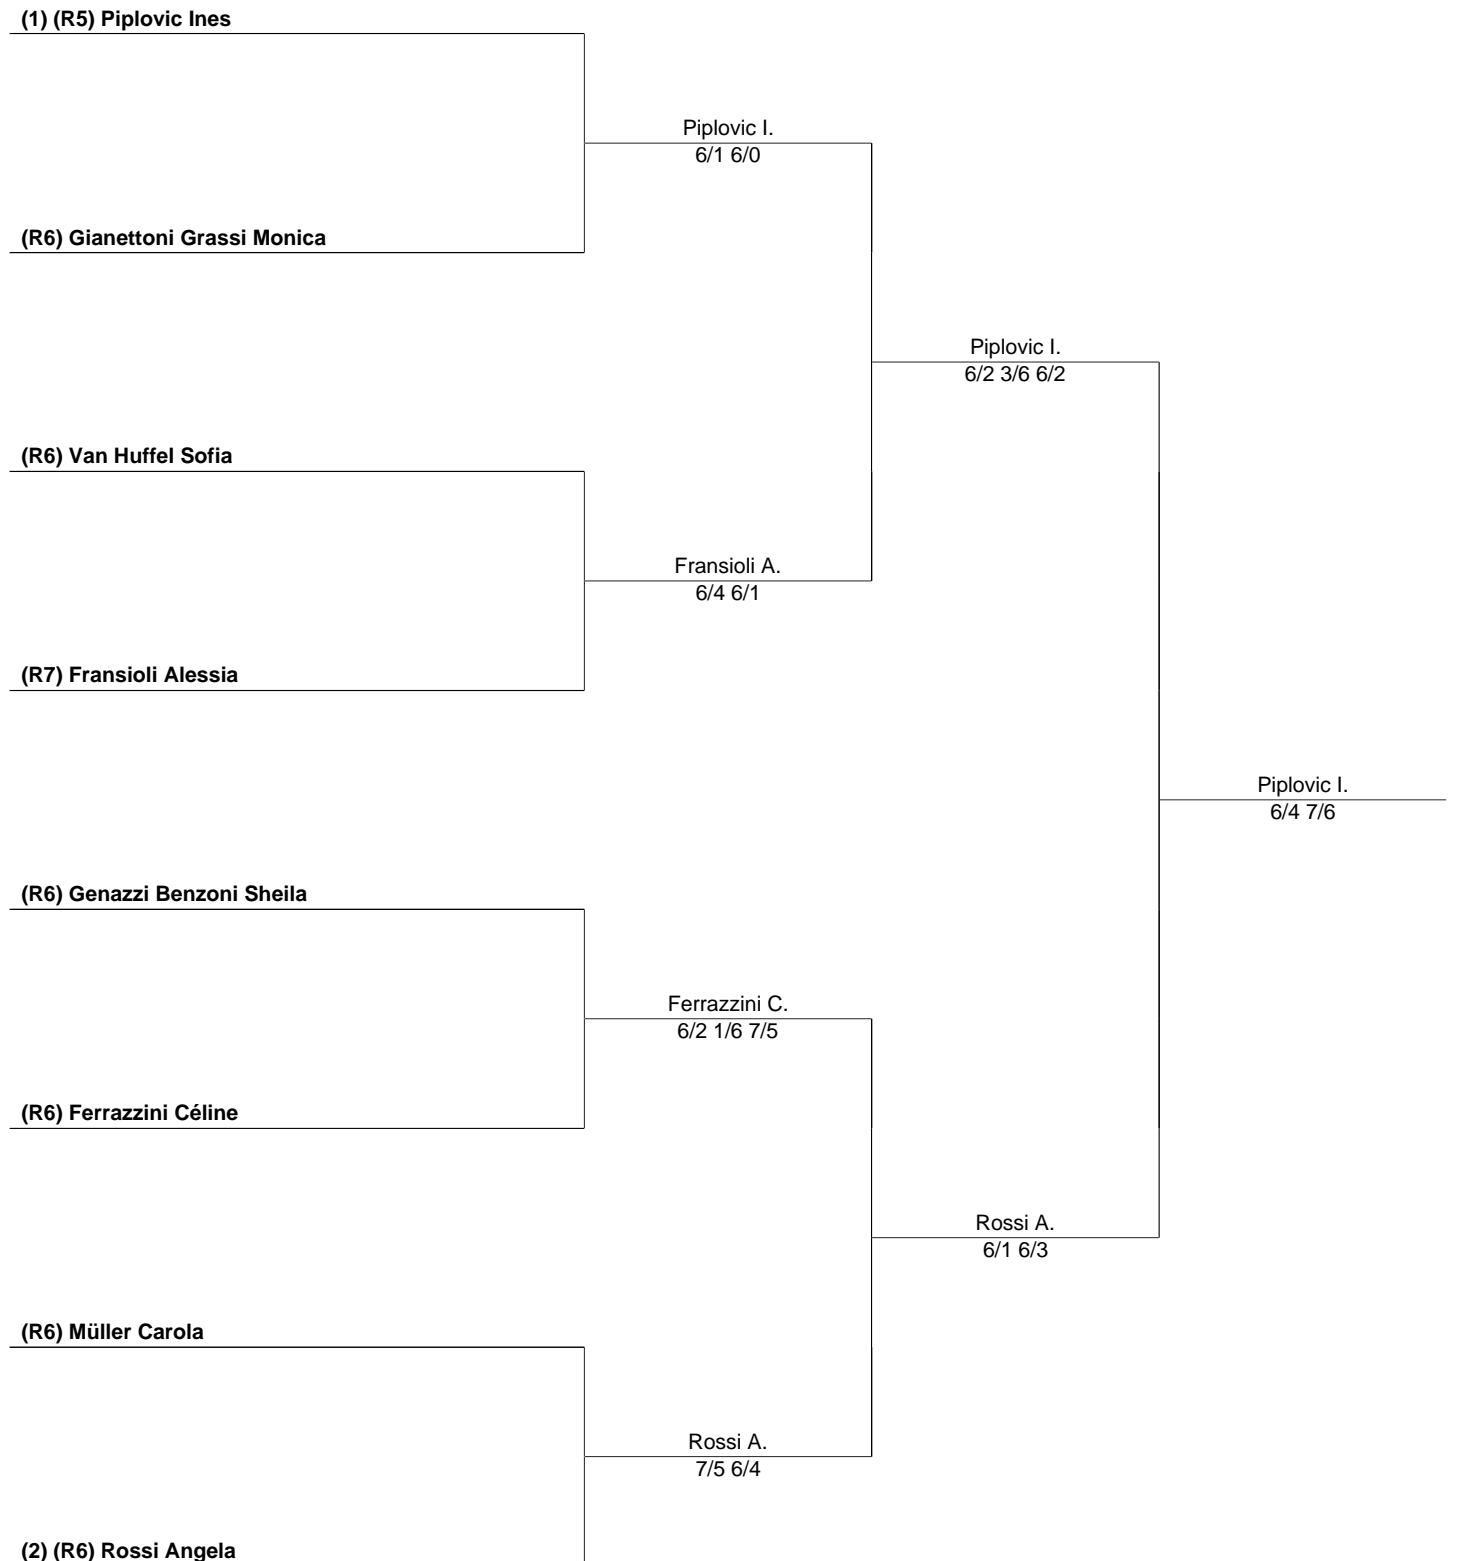 (1) (R5) Piplovic Ines
Piplovic I.
6/1 6/0
(R6) Gianettoni Grassi Monica
Piplovic I.
6/2 3/6 6/2
(R6) Van Huffel Sofia
Fransioli A.
6/4 6/1
(R7) Fransioli Alessia
Piplovic I.
6/4 7/6
(R6) Genazzi Benzoni Sheila
Ferrazzini C.
6/2 1/6 7/5
(R6) Ferrazzini Céline
Rossi A.
6/1 6/3
(R6) Müller Carola
Rossi A.
7/5 6/4
(2) (R6) Rossi Angela